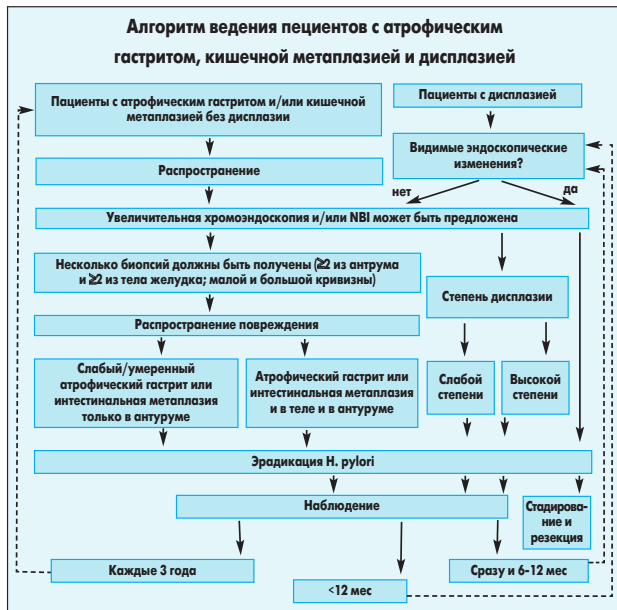 Алгоритм ведения пециентов с атрофическим
гастритом, кишечной метаплазией и дисплазией
Пациенты с атрофическим гастритом и/или кишечной
метаплазией без дисплазии
Пациенты с дисплазией
Видимые эндоскопические
изменения?
Распространение
нет
да
Увеличительная хромоэндоскопия и/или NBI может быть предложена
Несколько биопсий должны быть получены (≥2 из антрума
и ≥2 из тела желудка; малой и большой кривизны)
Степень дисплазии
Распространение повреждения
Слабый/умеренный
атрофический гастрит или
интестинальная метаплазия
только в антуруме
Атрофический гастрит или
интестинальная метаплазия
и в теле и в антуруме
Слабой
степени
Высокой
степени
Эрадикация H. pylori
Наблюдение
Стадирова-
ние и
резекция
Каждые 3 года
<12 мес
Сразу и 6-12 мес